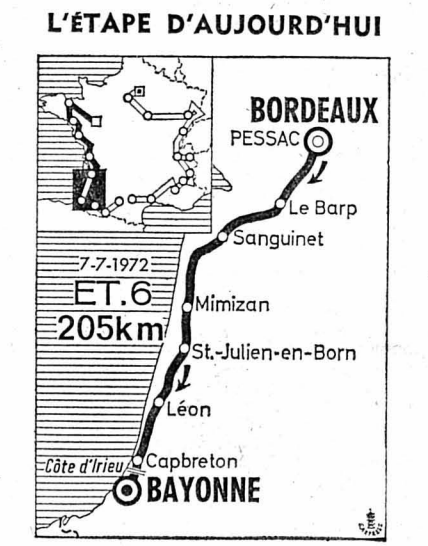 L'ÉTAPE D'AUJOURD'HUI
BORDEAUX
PESSAC
Le Barp
Sanguinet
7-7-1972
ET.6
205km
Mimizan
St.-Julien-en-Born
Léon
Côte d'Irieu
Capbreton
BAYONNE